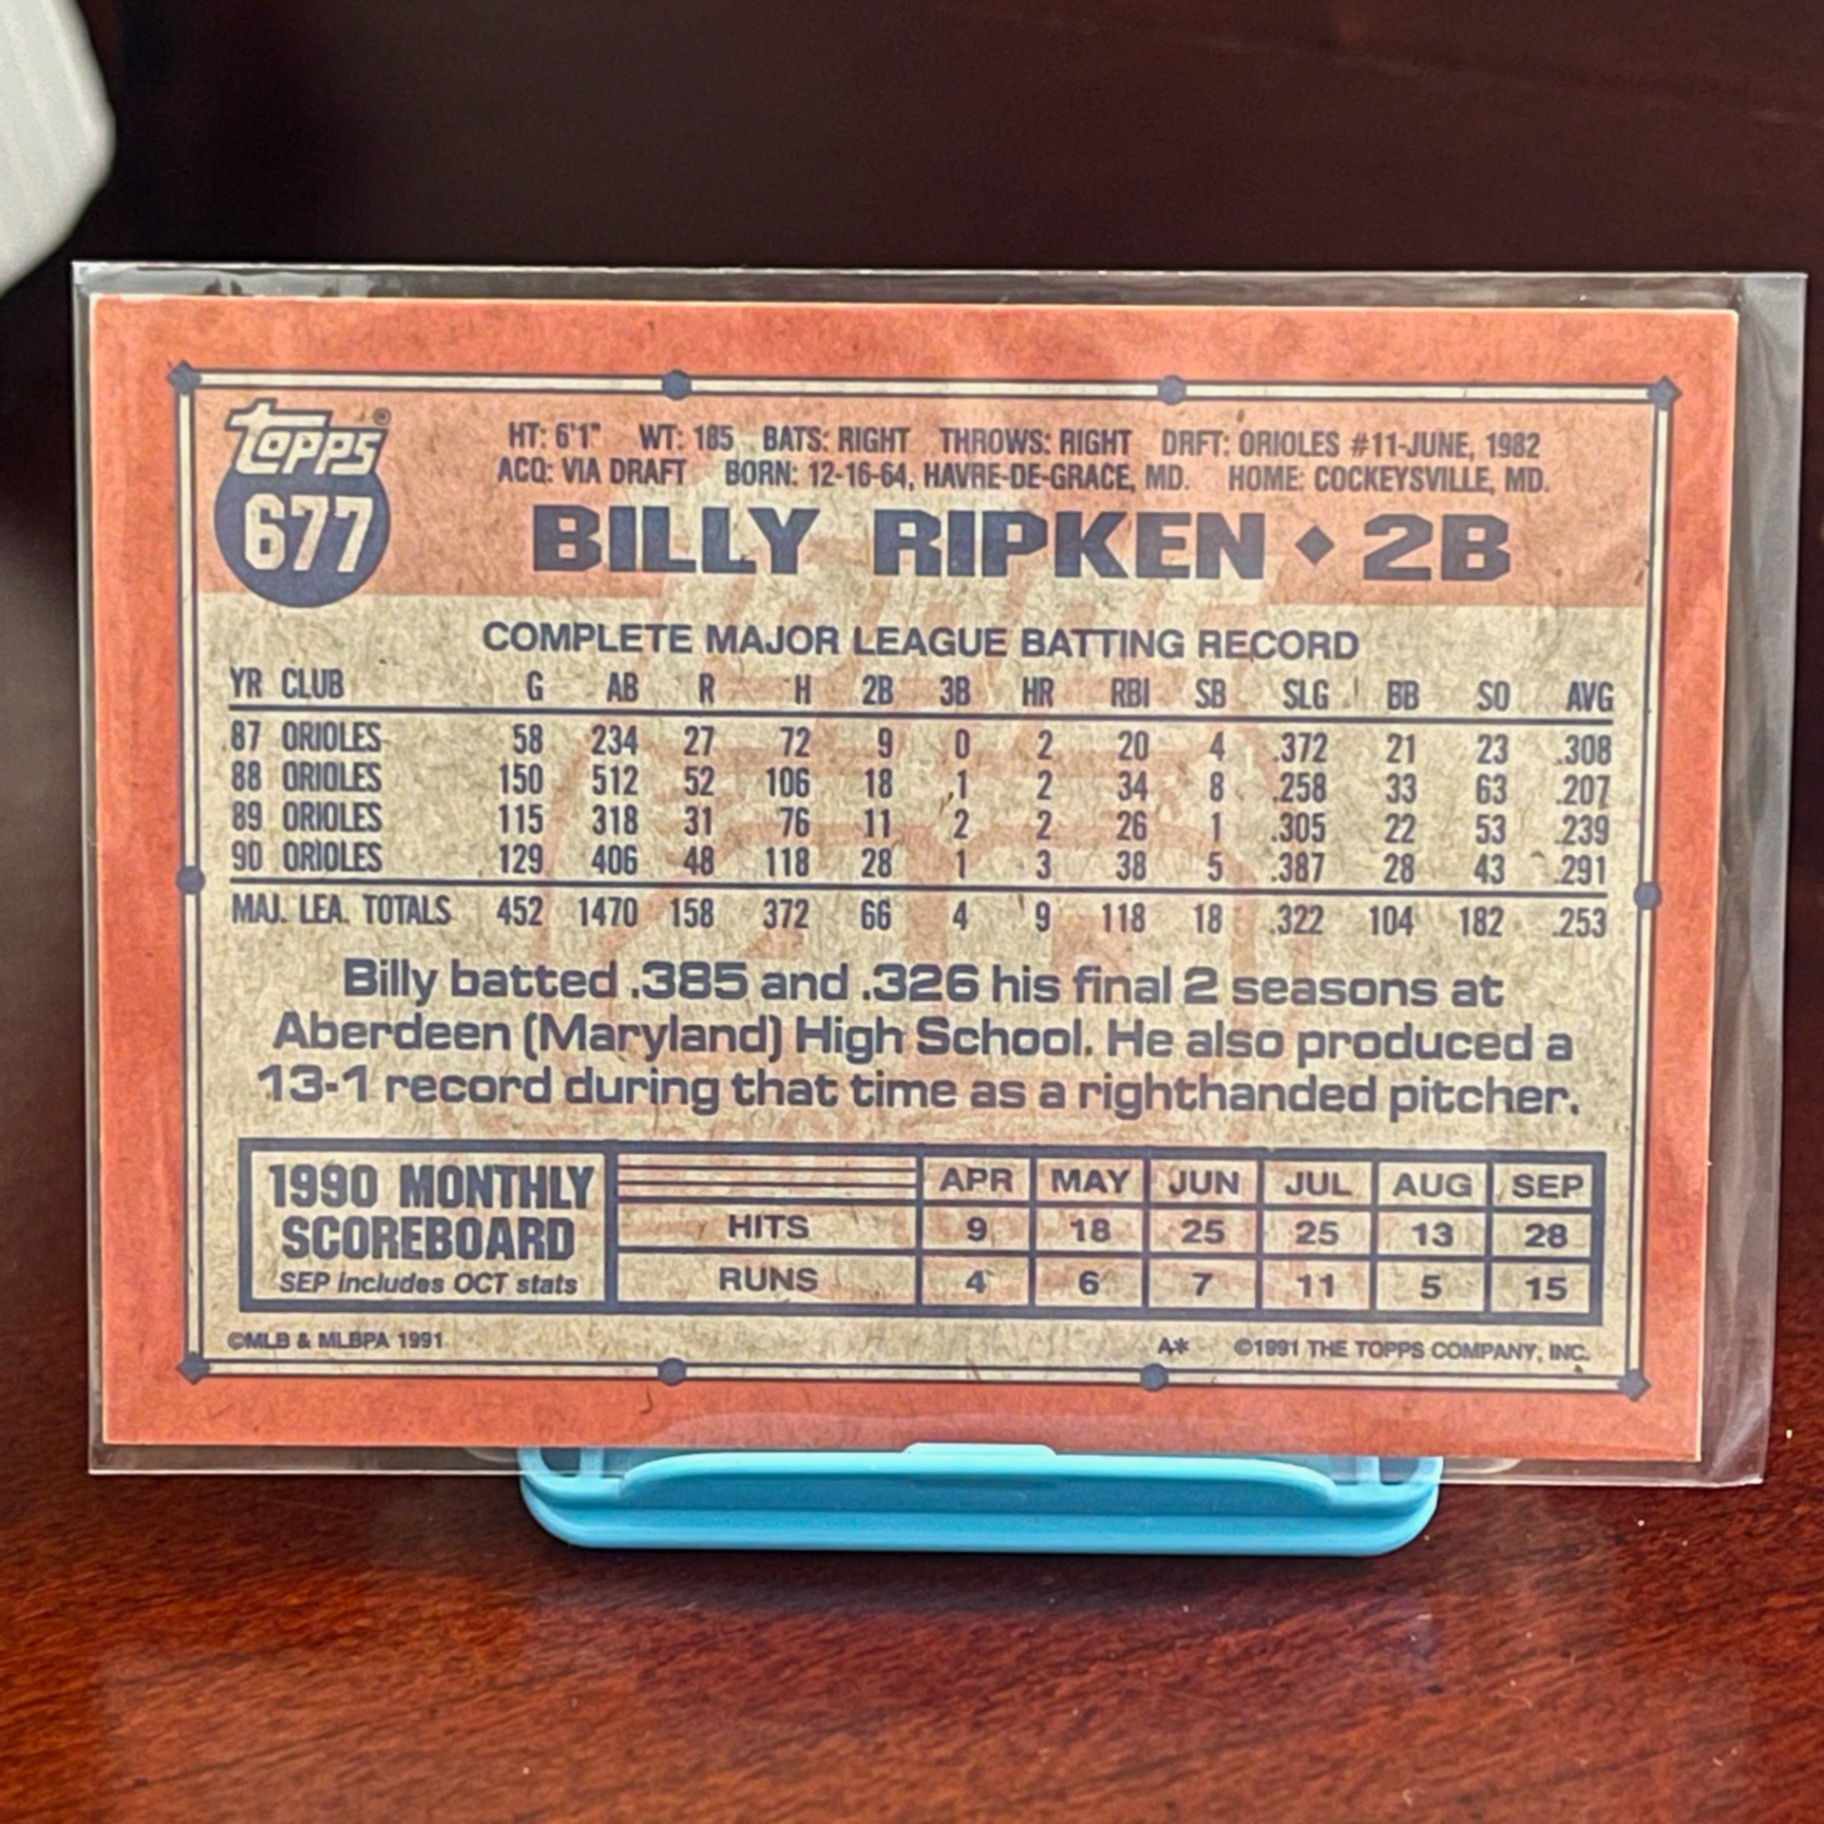 Topps®
677
HT: 6'1" WT: 185 BATS: RIGHT THROWS: RIGHT DRFT: ORIOLES #11-JUNE, 1982
ACQ: VIA DRAFT BORN: 12-16-64, HAVRE-DE-GRACE, MD. HOME: COCKEYSVILLE, MD.
BILLY RIPKEN ♦ 2B
COMPLETE MAJOR LEAGUE BATTING RECORD
YR CLUB G AB R H 2B 3B HR RBI SB SLG BB SO AVG
87 ORIOLES 58 234 27 72 9 0 2 20 4 .372 21 23 .308
88 ORIOLES 150 512 52 106 18 1 2 34 8 .258 33 63 .207
89 ORIOLES 115 318 31 76 11 2 2 26 1 .305 22 53 .239
90 ORIOLES 129 406 48 118 28 1 3 38 5 .387 28 43 .291
MAJ. LEA. TOTALS 452 1470 158 372 66 4 9 118 18 .322 104 182 .253
Billy batted .385 and .326 his final 2 seasons at
Aberdeen (Maryland) High School. He also produced a
13-1 record during that time as a righthanded pitcher.
1990 MONTHLY
SCOREBOARD
SEP includes OCT stats
APR MAY JUN JUL AUG SEP
HITS 9 18 25 25 13 28
RUNS 4 6 7 11 5 15
©MLB & MLBPA 1991 A* ©1991 THE TOPPS COMPANY, INC.